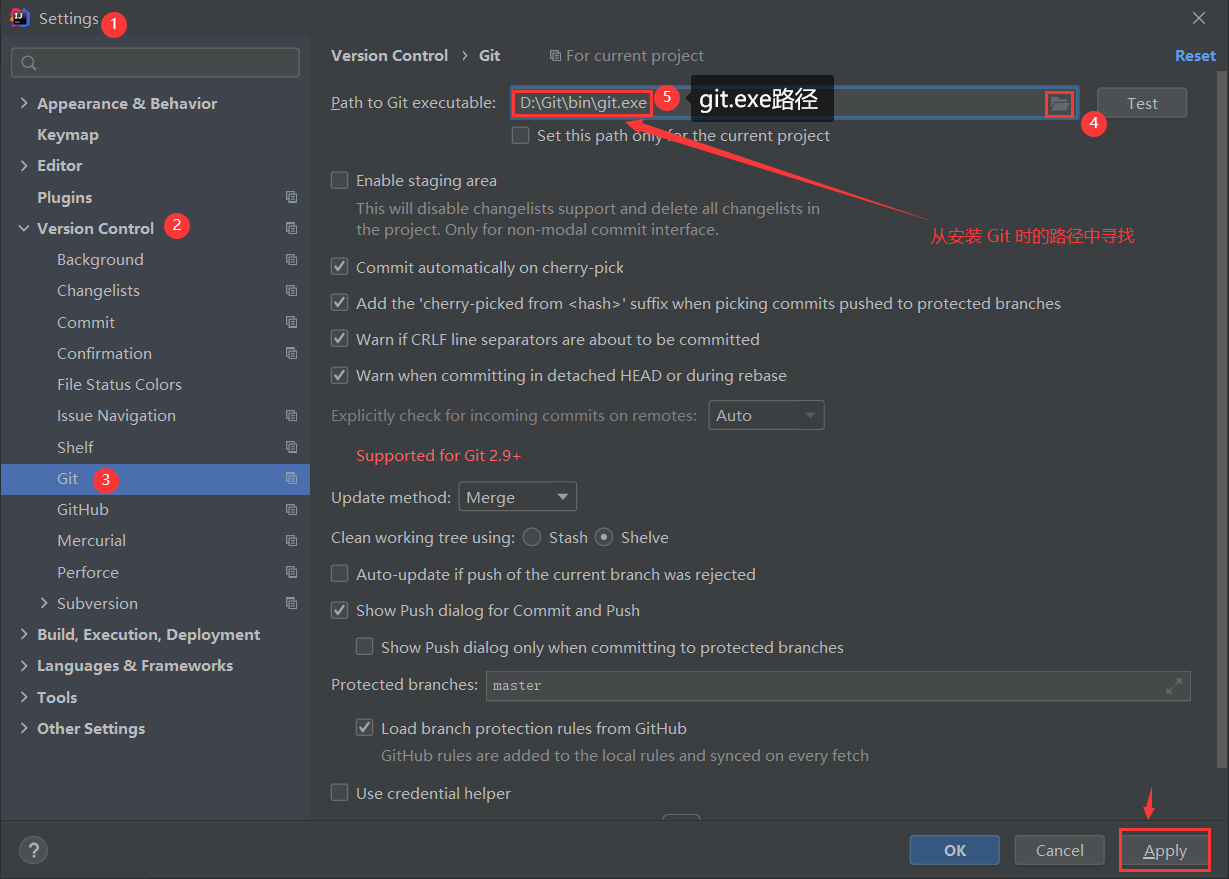 Settings 1
Version Control › Git For current project Reset
Appearance & Behavior
Keymap
Editor
Plugins
Version Control 2
Background
Changelists
Commit
Confirmation
File Status Colors
Issue Navigation
Shelf
Git 3
GitHub
Mercurial
Perforce
Subversion
Build, Execution, Deployment
Languages & Frameworks
Tools
Other Settings
Path to Git executable: D:\Git\bin\git.exe 5 git.exe路径 4 Test
Set this path only for the current project
Enable staging area
This will disable changelists support and delete all changelists in
the project. Only for non-modal commit interface.
从安装 Git 时的路径中寻找
Commit automatically on cherry-pick
Add the 'cherry-picked from <hash>' suffix when picking commits pushed to protected branches
Warn if CRLF line separators are about to be committed
Warn when committing in detached HEAD or during rebase
Explicitly check for incoming commits on remotes: Auto
Supported for Git 2.9+
Update method: Merge
Clean working tree using: Stash Shelve
Auto-update if push of the current branch was rejected
Show Push dialog for Commit and Push
Show Push dialog only when committing to protected branches
Protected branches: master
Load branch protection rules from GitHub
GitHub rules are added to the local rules and synced on every fetch
Use credential helper
? OK Cancel Apply